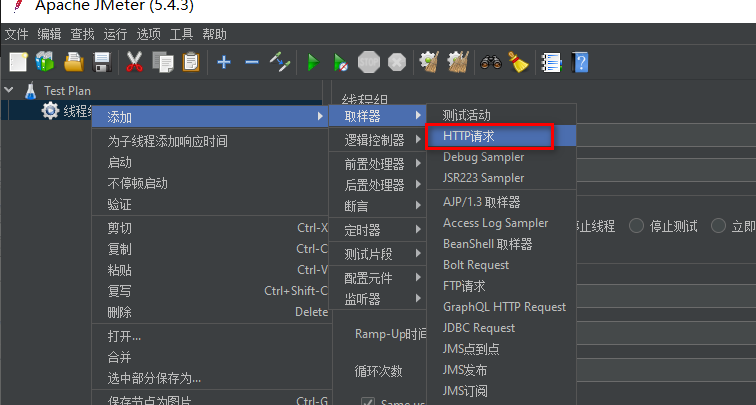 Apache JMeter (5.4.3)
文件 编辑 查找 运行 选项 工具 帮助
Test Plan
线程组
线程组
添加
为子线程添加响应时间
启动
不停顿启动
验证
剪切 Ctrl-X
复制 Ctrl-C
粘贴 Ctrl-V
复写 Ctrl+Shift-C
删除 Delete
打开...
合并
选中部分保存为...
保存节点为图片 Ctrl-G
取样器
逻辑控制器
前置处理器
后置处理器
断言
定时器
测试片段
配置元件
监听器
测试活动
HTTP请求
Debug Sampler
JSR223 Sampler
AJP/1.3 取样器
Access Log Sampler
BeanShell 取样器
Bolt Request
FTP请求
GraphQL HTTP Request
JDBC Request
JMS点到点
JMS发布
JMS订阅
停止线程 停止测试 立即
Ramp-Up时间
循环次数
Same us